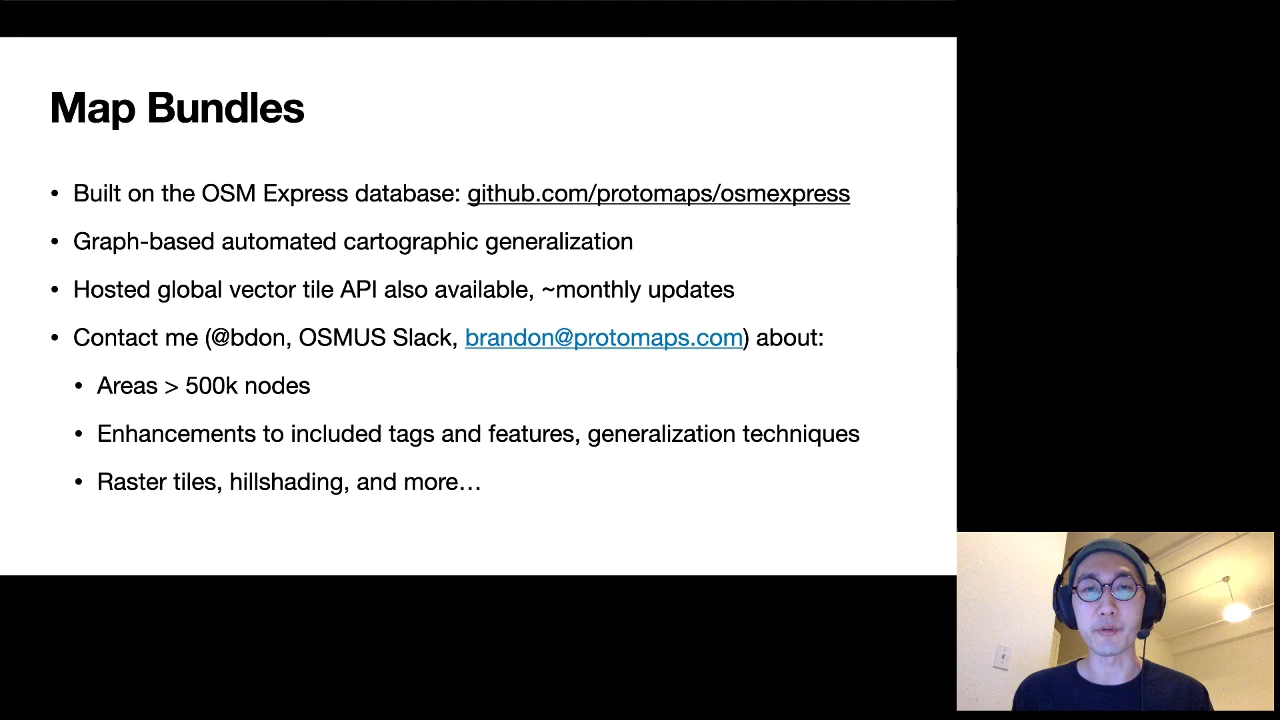 Map Bundles
• Built on the OSM Express database: github.com/protomaps/osmexpress
• Graph-based automated cartographic generalization
• Hosted global vector tile API also available, ~monthly updates
• Contact me (@bdon, OSMUS Slack, brandon@protomaps.com) about:
• Areas > 500k nodes
• Enhancements to included tags and features, generalization techniques
• Raster tiles, hillshading, and more…